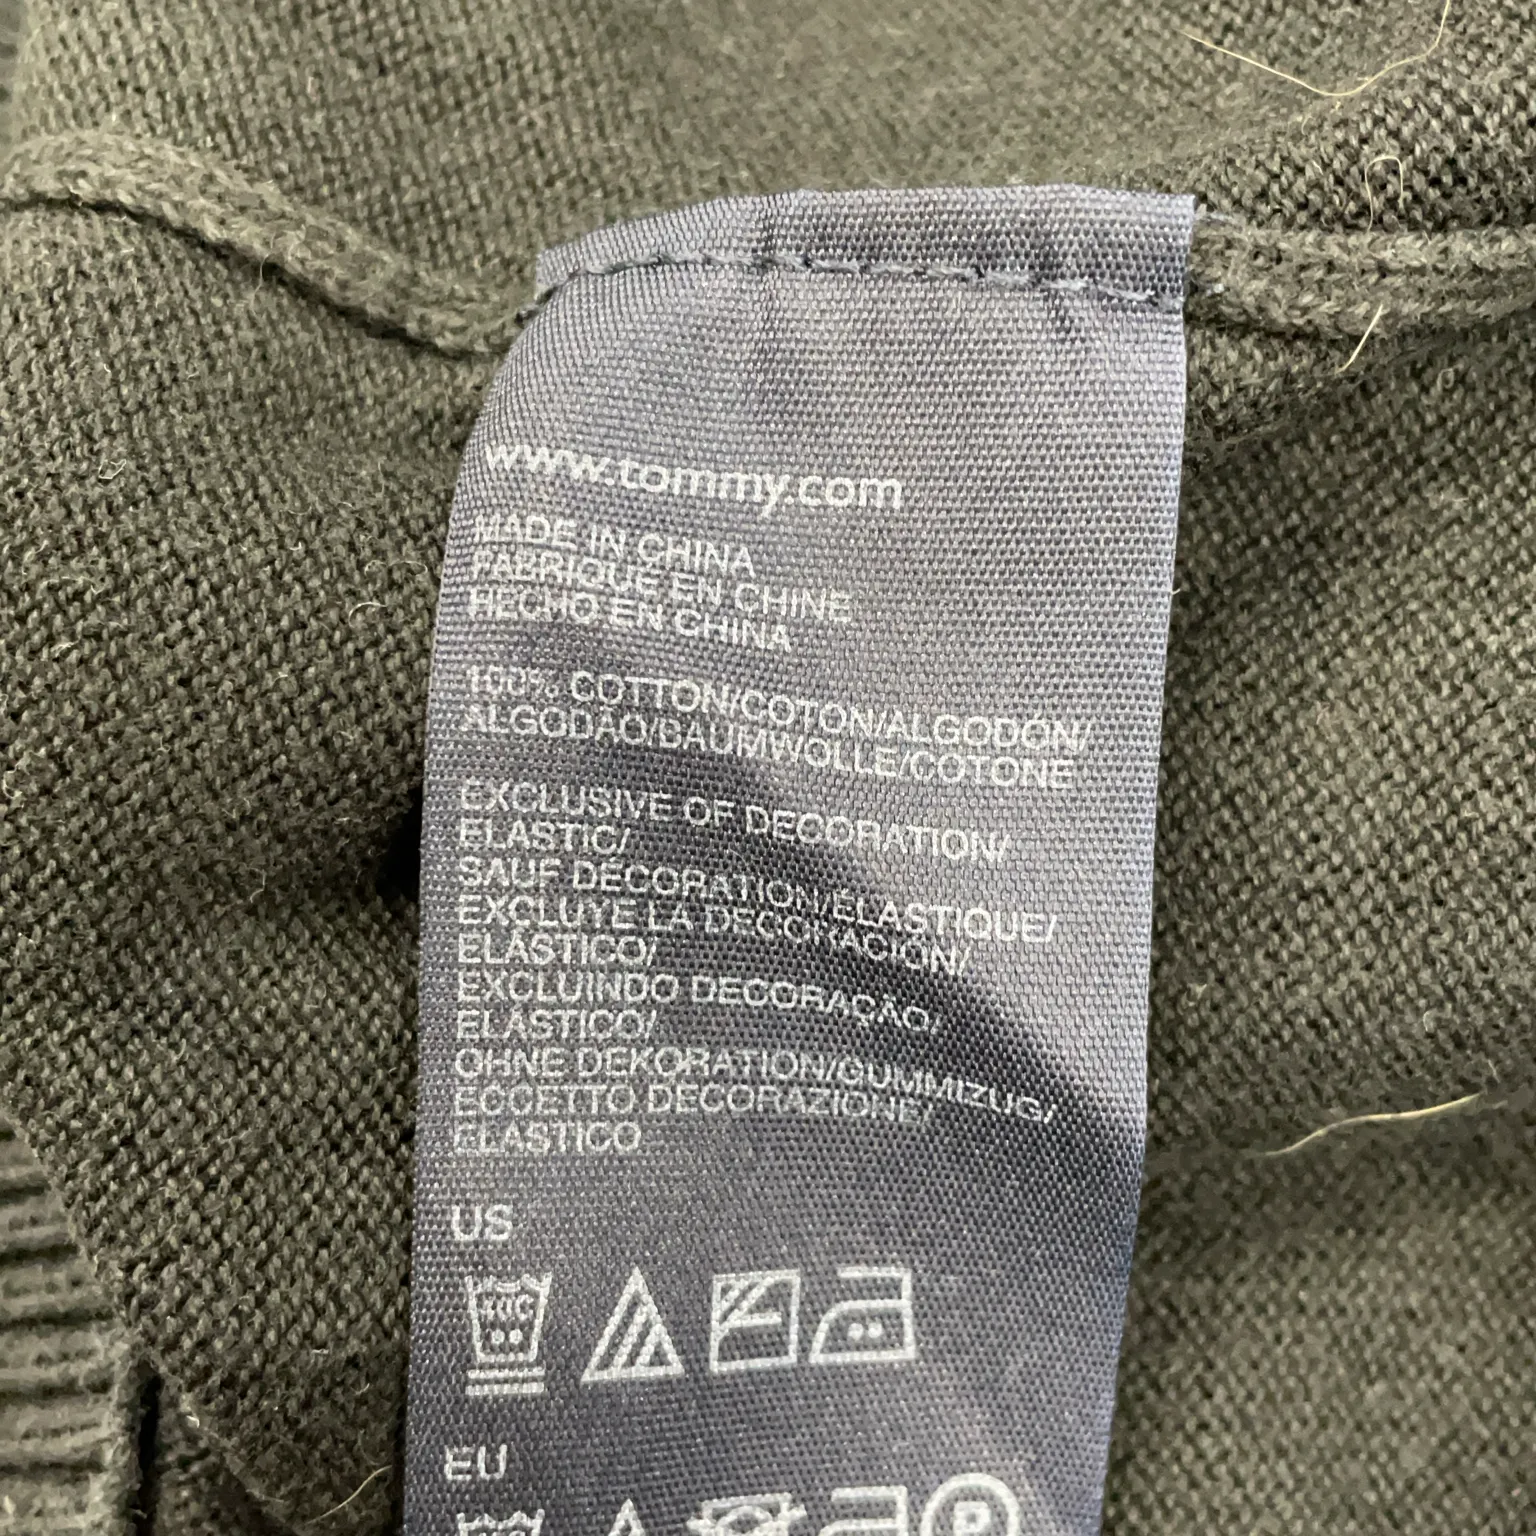 www.tommy.com
MADE IN CHINA
FABRIQUE EN CHINE
HECHO EN CHINA
100% COTTON/COTON/ALGODÓN/
ALGODÃO/BAUMWOLLE/COTONE
EXCLUSIVE OF DECORATION/
ELASTIC/
SAUF DÉCORATION/ÉLASTIQUE/
EXCLUYE LA DECORACIÓN/
ELÁSTICO/
EXCLUINDO DECORAÇÃO/
ELÁSTICO/
OHNE DEKORATION/GUMMIZUG/
ECCETTO DECORAZIONE/
ELASTICO
US
EU
P